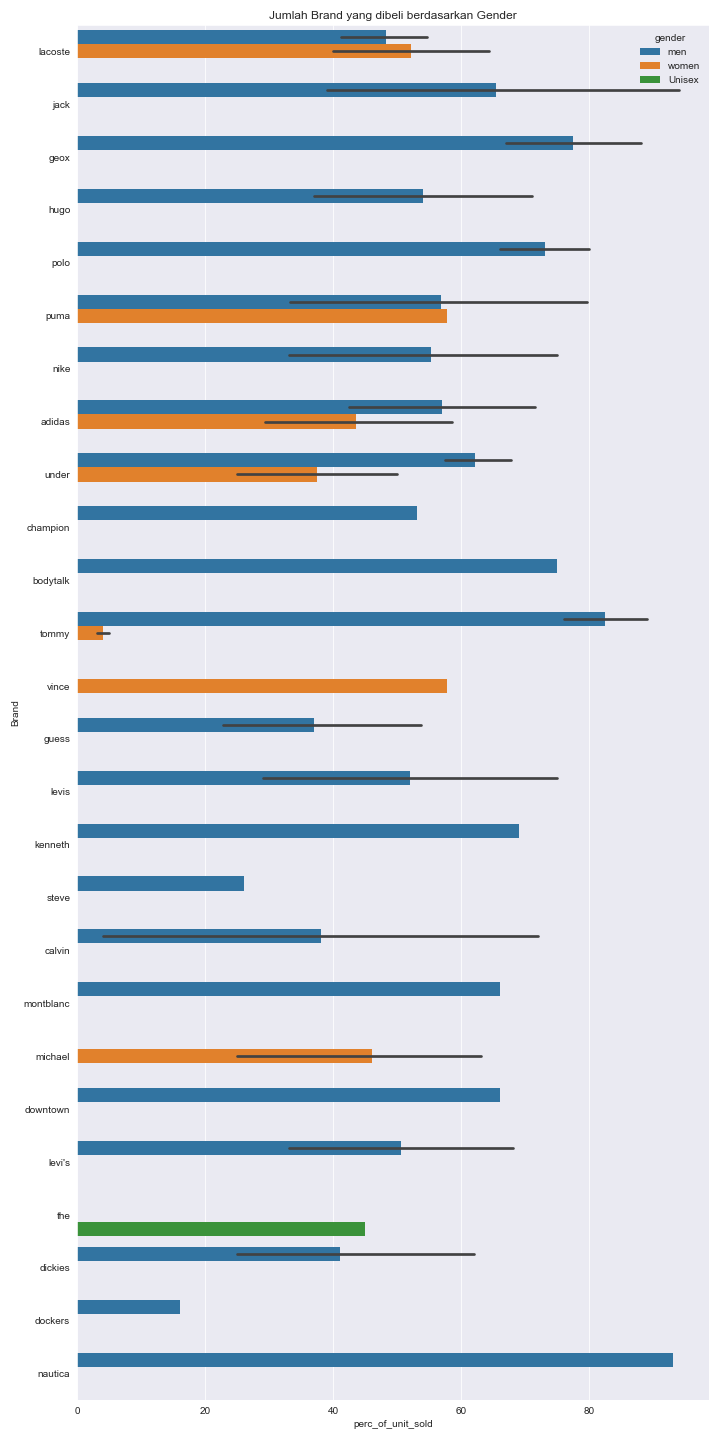 Jumlah Brand yang dibeli berdasarkan Gender
gender
men
women
Unisex
lacoste
jack
geox
hugo
polo
puma
nike
adidas
under
champion
bodytalk
tommy
vince
guess
levis
kenneth
steve
calvin
montblanc
michael
downtown
levi's
the
dickies
dockers
nautica
Brand
0 20 40 60 80
perc_of_unit_sold